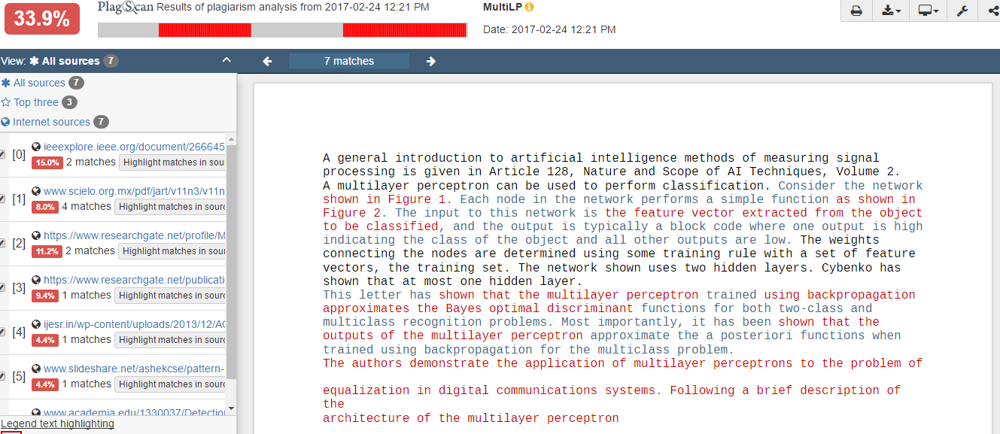 33.9%
PlagScan Results of plagiarism analysis from 2017-02-24 12:21 PM
MultiLP
Date: 2017-02-24 12:21 PM
View: All sources 7
7 matches
All sources 7
Top three 3
Internet sources 7
[0] ieeexplore.ieee.org/document/266645
15.0% 2 matches Highlight matches in sou
[1] www.scielo.org.mx/pdf/jart/v11n3/v11n
8.0% 4 matches Highlight matches in sourc
[2] https://www.researchgate.net/profile/M
11.2% 2 matches Highlight matches in sour
[3] https://www.researchgate.net/publicati
9.4% 1 matches Highlight matches in sourc
[4] ijesr.in/wp-content/uploads/2013/12/AC
4.4% 1 matches Highlight matches in sourc
[5] www.slideshare.net/ashekcse/pattern-
4.4% 1 matches Highlight matches in sourc
www.academia.edu/1330037/Detection
Legend text highlighting
A general introduction to artificial intelligence methods of measuring signal
processing is given in Article 128, Nature and Scope of AI Techniques, Volume 2.
A multilayer perceptron can be used to perform classification. Consider the network
shown in Figure 1. Each node in the network performs a simple function as shown in
Figure 2. The input to this network is the feature vector extracted from the object
to be classified, and the output is typically a block code where one output is high
indicating the class of the object and all other outputs are low. The weights
connecting the nodes are determined using some training rule with a set of feature
vectors, the training set. The network shown uses two hidden layers. Cybenko has
shown that at most one hidden layer.
This letter has shown that the multilayer perceptron trained using backpropagation
approximates the Bayes optimal discriminant functions for both two-class and
multiclass recognition problems. Most importantly, it has been shown that the
outputs of the multilayer perceptron approximate the a posteriori functions when
trained using backpropagation for the multiclass problem.
The authors demonstrate the application of multilayer perceptrons to the problem of
equalization in digital communications systems. Following a brief description of
the
architecture of the multilayer perceptron